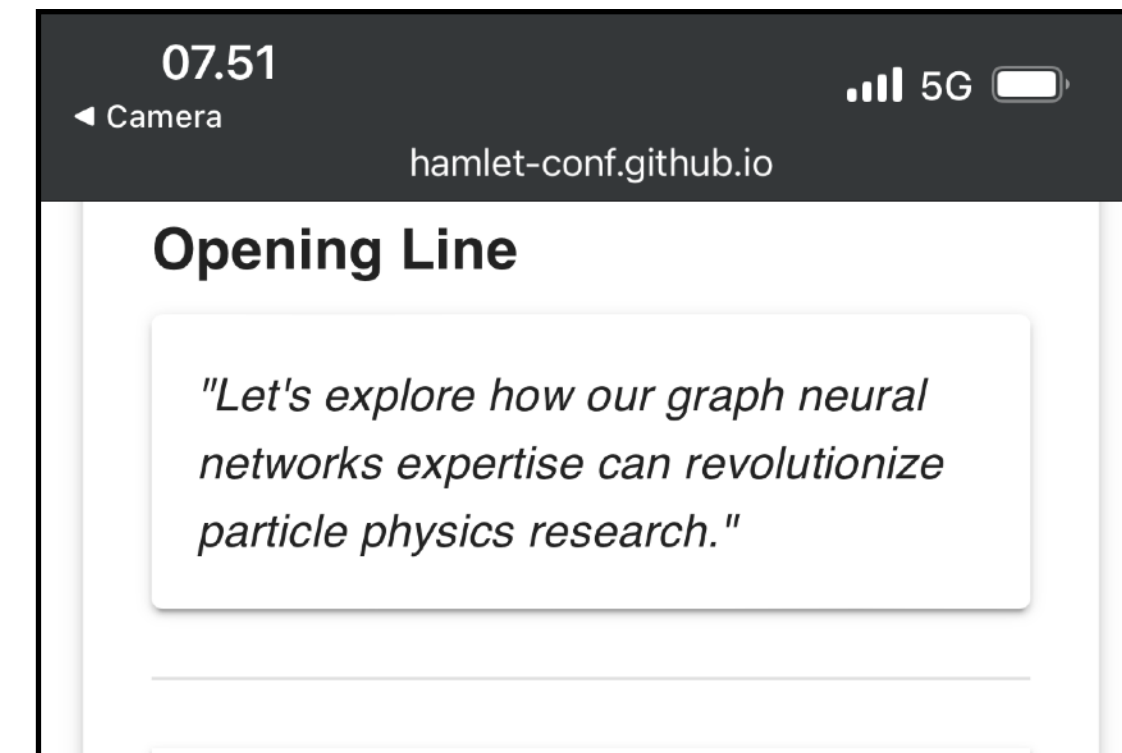 07.51
5G
◀ Camera
hamlet-conf.github.io
Opening Line
"Let's explore how our graph neural
networks expertise can revolutionize
particle physics research."